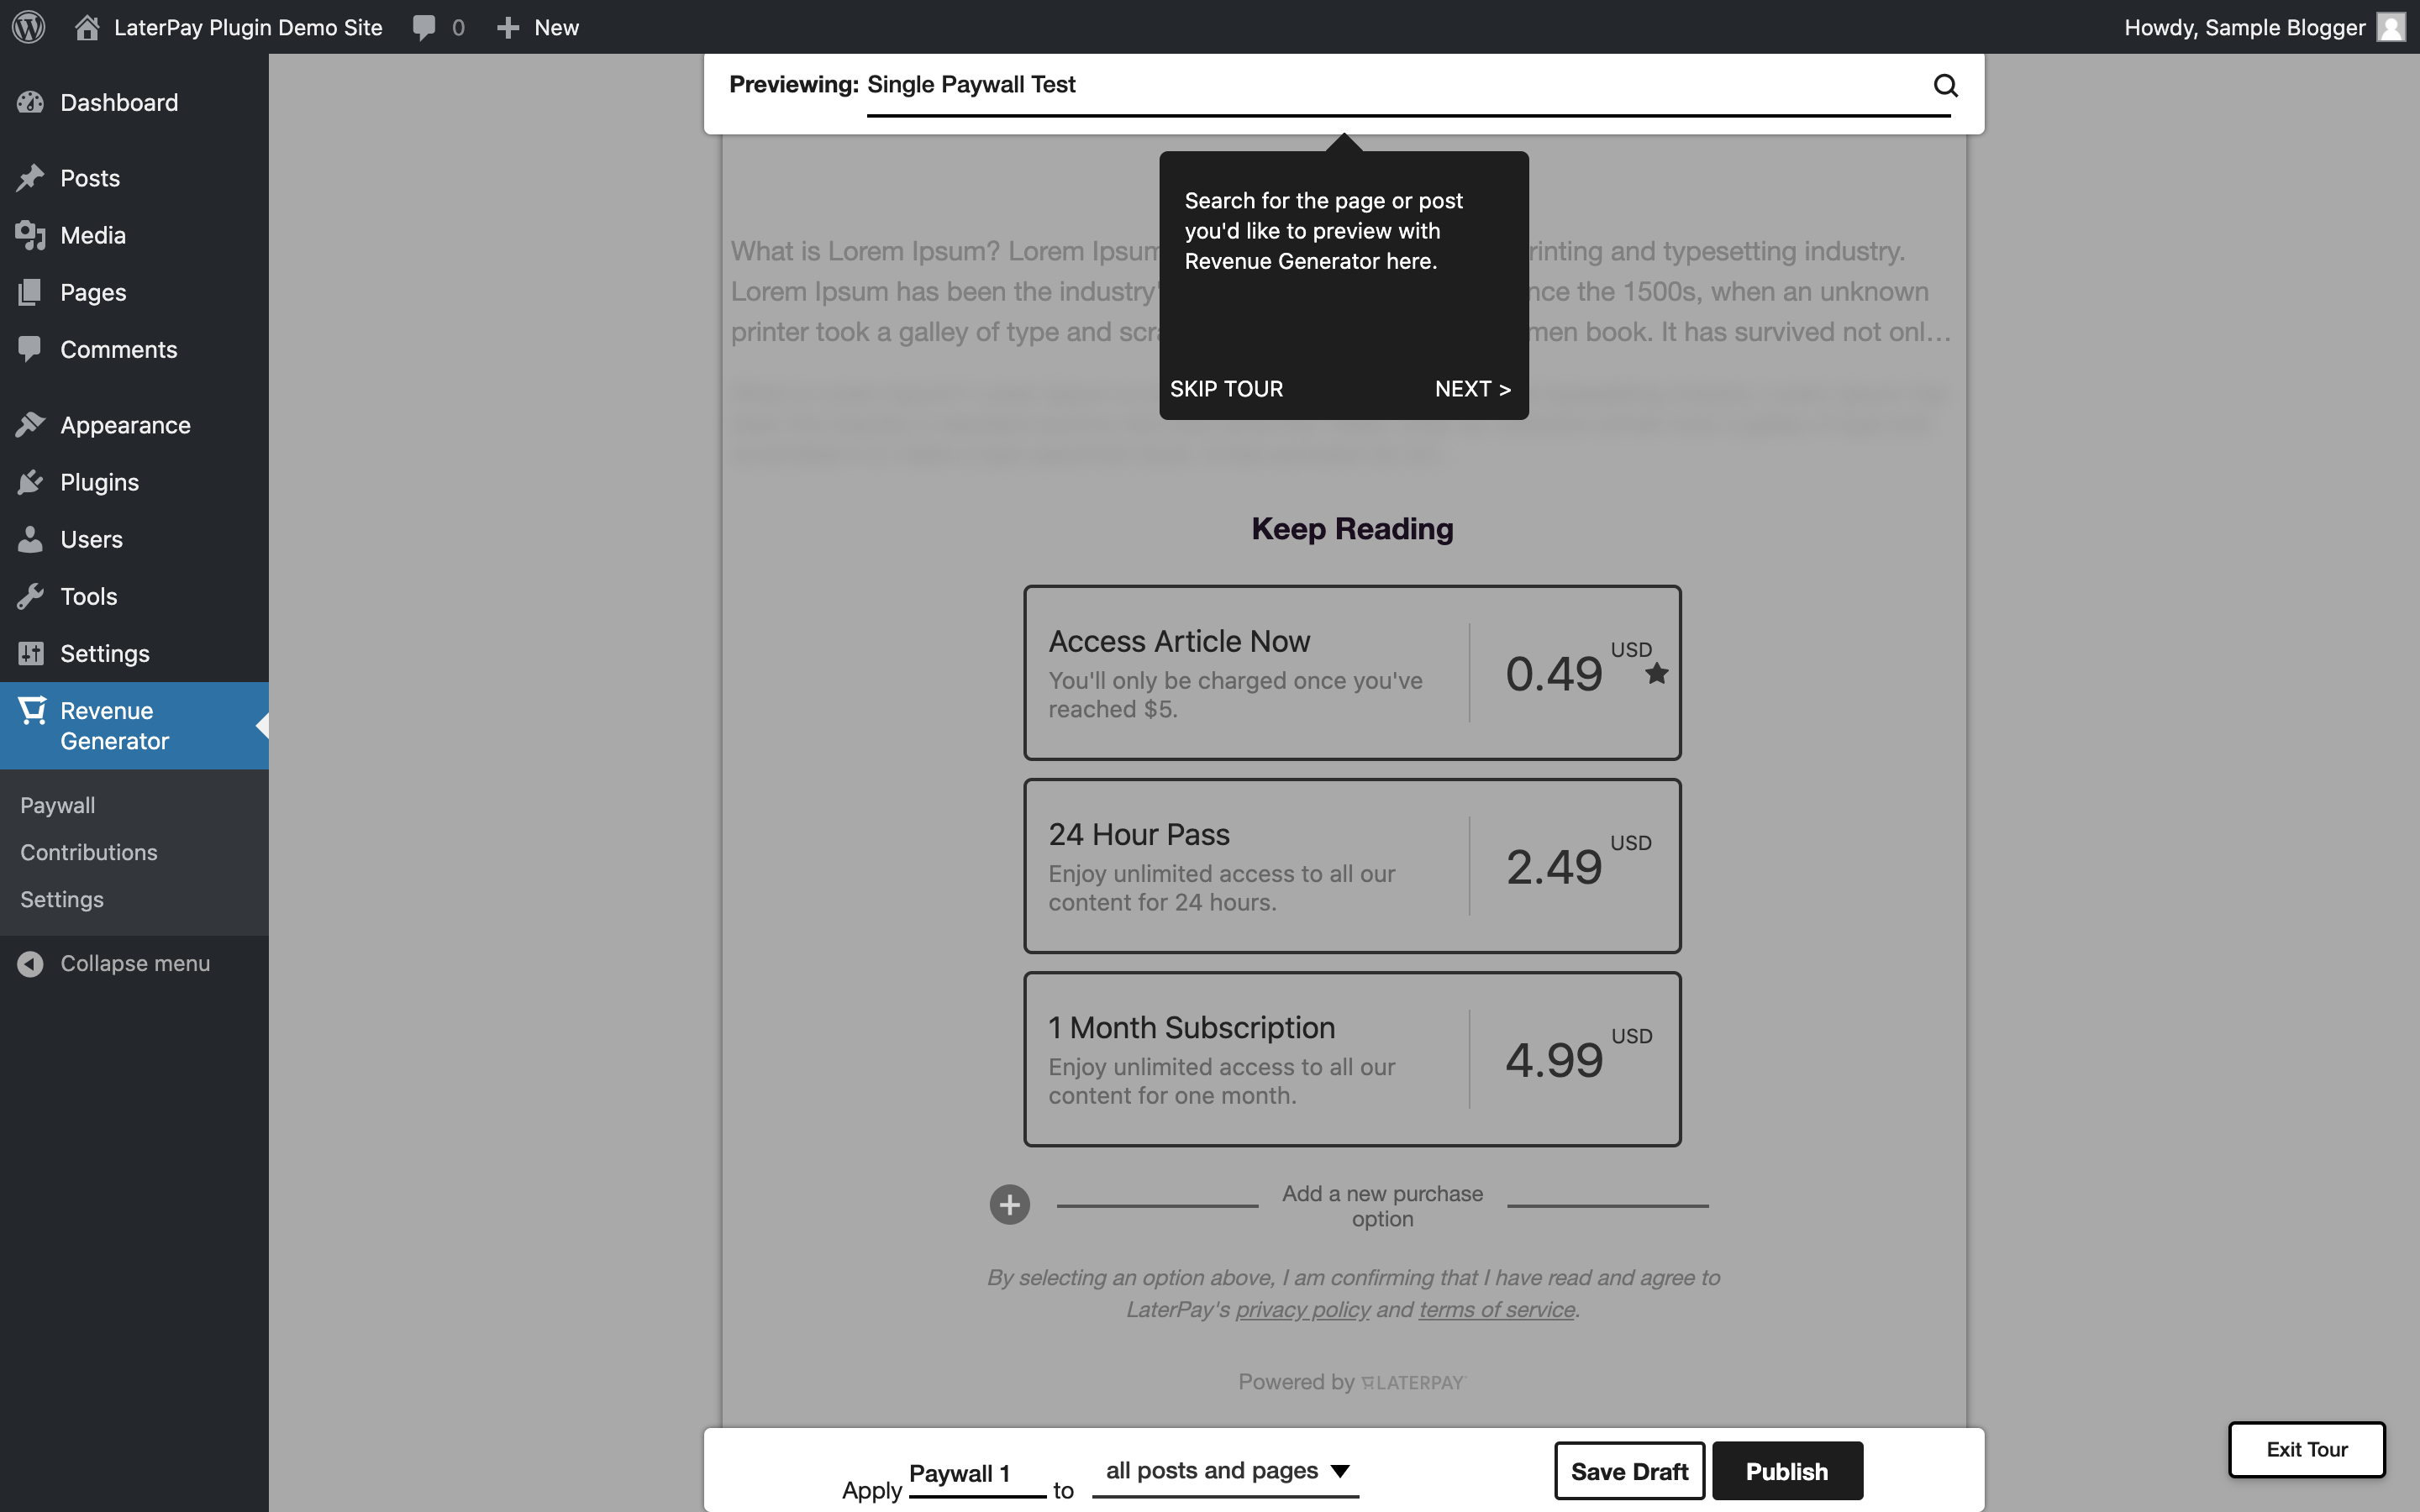 LaterPay Plugin Demo Site 0 New Howdy, Sample Blogger
Dashboard
Posts
Media
Pages
Comments
Appearance
Plugins
Users
Tools
Settings
Revenue
Generator
Paywall
Contributions
Settings
Collapse menu
Previewing: Single Paywall Test
Search for the page or post
you'd like to preview with
Revenue Generator here.
SKIP TOUR NEXT >
What is Lorem Ipsum? Lorem Ipsum rinting and typesetting industry.
Lorem Ipsum has been the industry' nce the 1500s, when an unknown
printer took a galley of type and scra men book. It has survived not onl...
Keep Reading
Access Article Now
You'll only be charged once you've
reached $5.
0.49 USD
24 Hour Pass
Enjoy unlimited access to all our
content for 24 hours.
2.49 USD
1 Month Subscription
Enjoy unlimited access to all our
content for one month.
4.99 USD
Add a new purchase
option
By selecting an option above, I am confirming that I have read and agree to
LaterPay's privacy policy and terms of service.
Powered by LATERPAY
Apply Paywall 1 to all posts and pages Save Draft Publish
Exit Tour